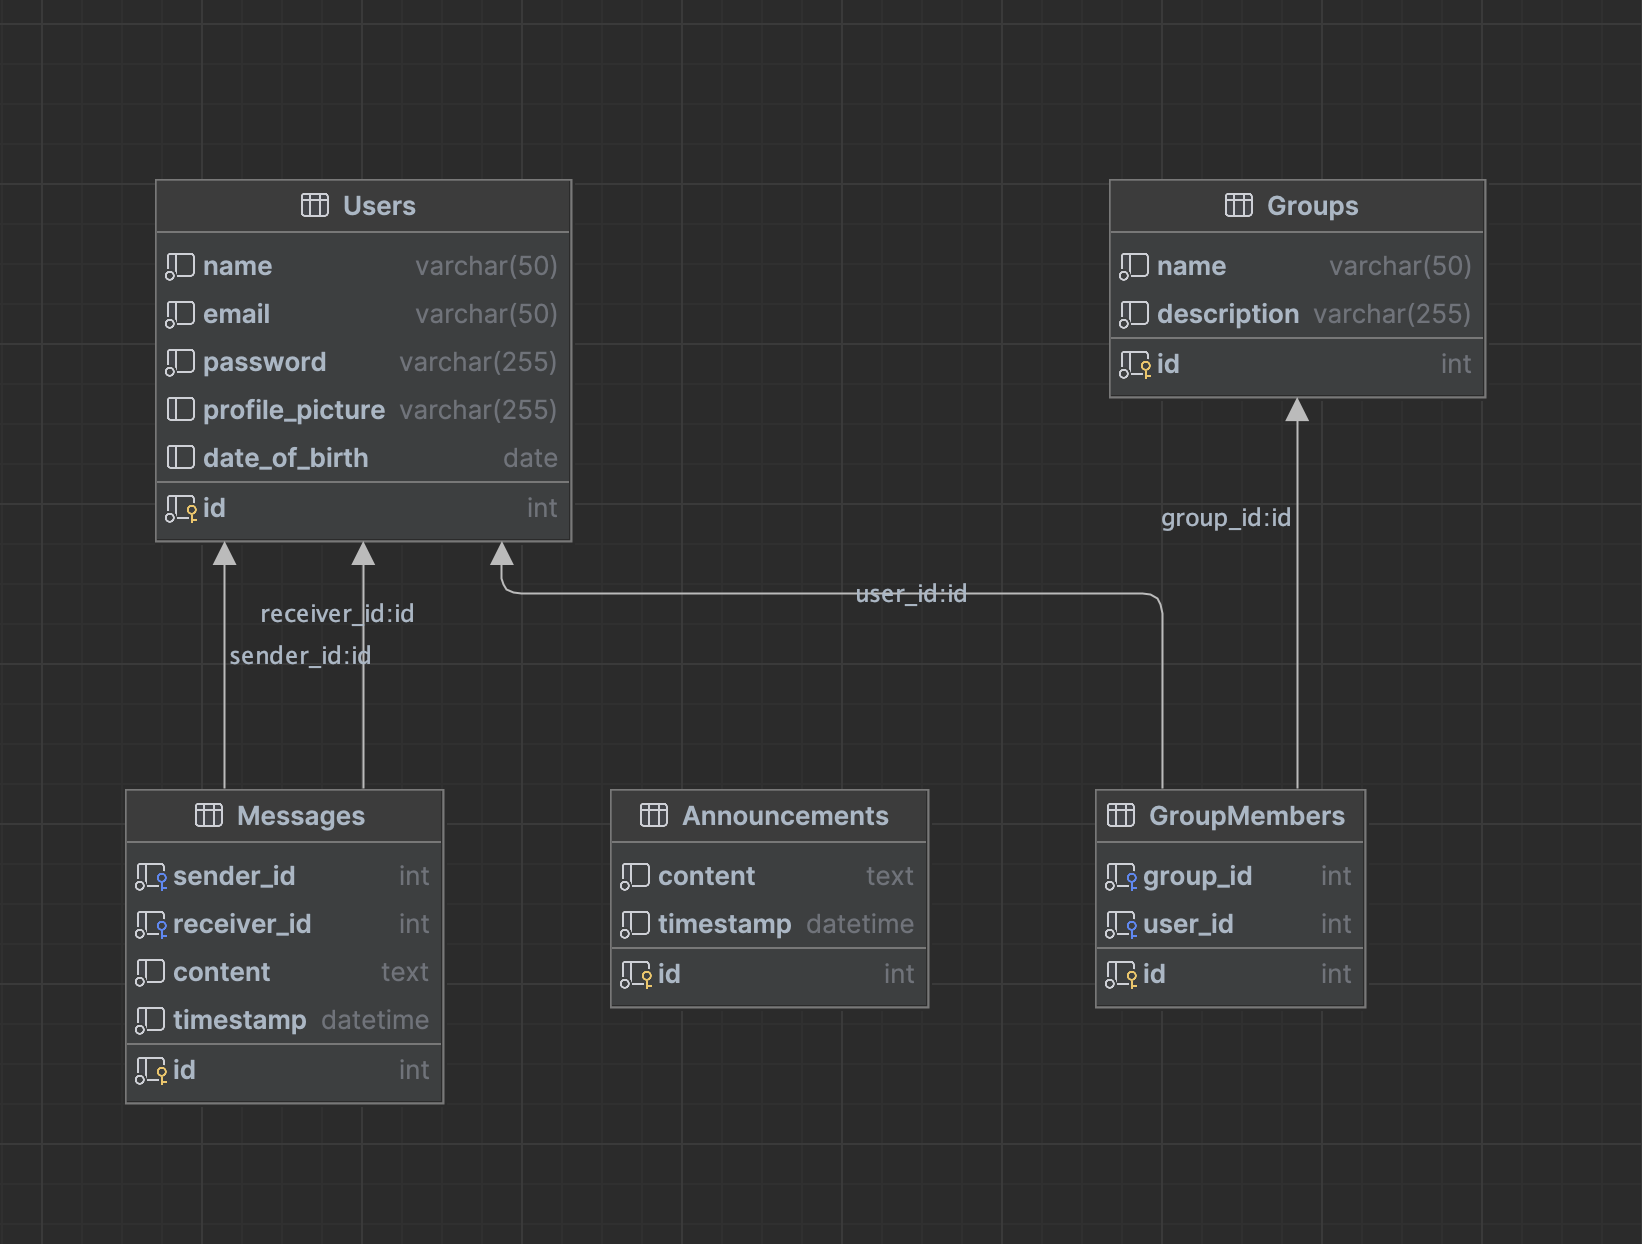 Users
name varchar(50)
email varchar(50)
password varchar(255)
profile_picture varchar(255)
date_of_birth date
id int
Groups
name varchar(50)
description varchar(255)
id int
group_id:id
user_id:id
receiver_id:id
sender_id:id
Messages
sender_id int
receiver_id int
content text
timestamp datetime
id int
Announcements
content text
timestamp datetime
id int
GroupMembers
group_id int
user_id int
id int